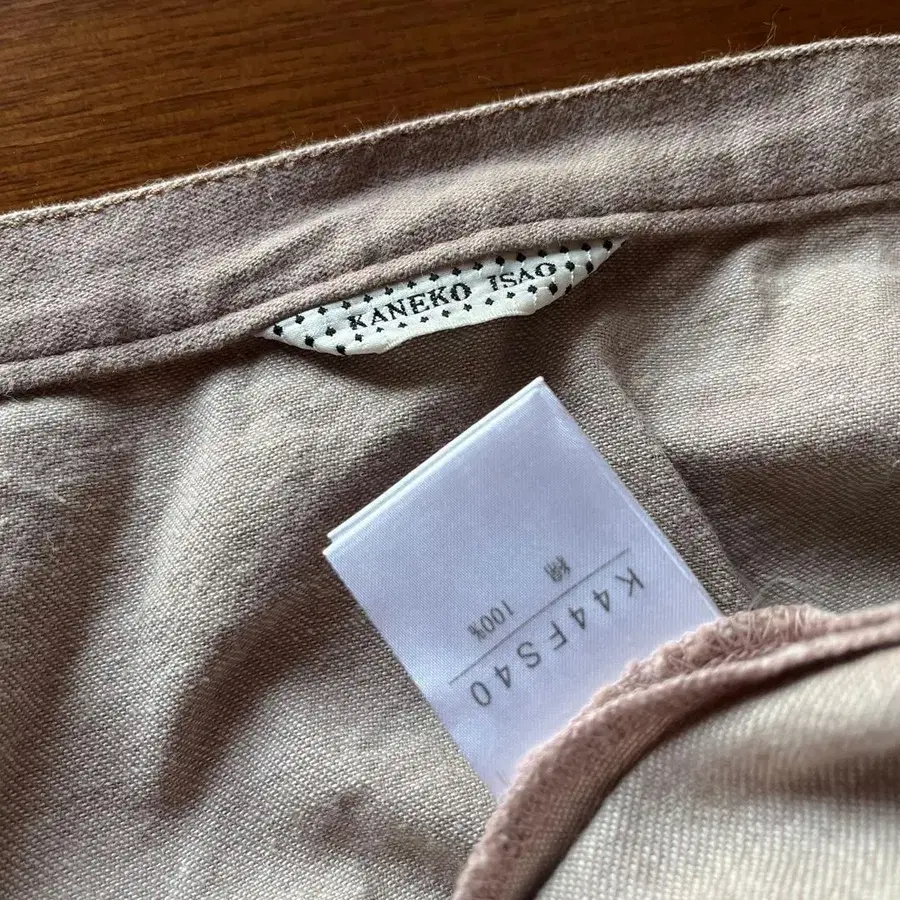 KANEKO ISAO
K44FS40
綿 100%